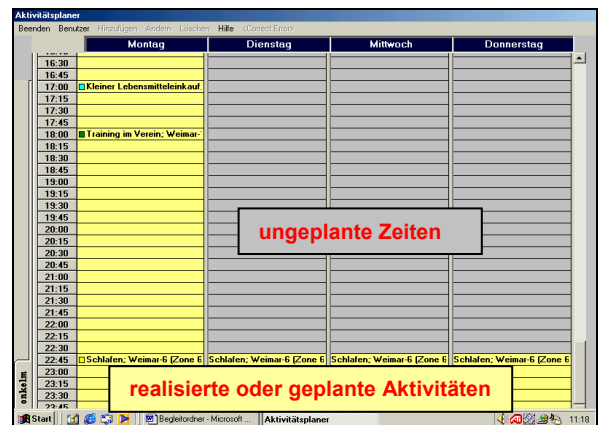 Aktivitätsplaner
Beenden Benutzer Hinzufügen Ändern Löschen Hilfe <Correct Error>
Montag Dienstag Mittwoch Donnerstag
16:30
16:45
17:00 Kleiner Lebensmitteleinkauf
17:15
17:30
17:45
18:00 Training im Verein; Weimar-
18:15
18:30
18:45
19:00
19:15
19:30
19:45
20:00
20:15
20:30
20:45
21:00
21:15
21:30
21:45
22:00
22:15
22:30
22:45 Schlafen; Weimar-6 (Zone 6 Schlafen; Weimar-6 (Zone 6 Schlafen; Weimar-6 (Zone 6 Schlafen; Weimar-6 (Zone 6
23:00
23:15
23:30
23:45
ungeplante Zeiten
realisierte oder geplante Aktivitäten
onkelm
Start Begleitordner - Microsoft ... Aktivitätsplaner 11:18